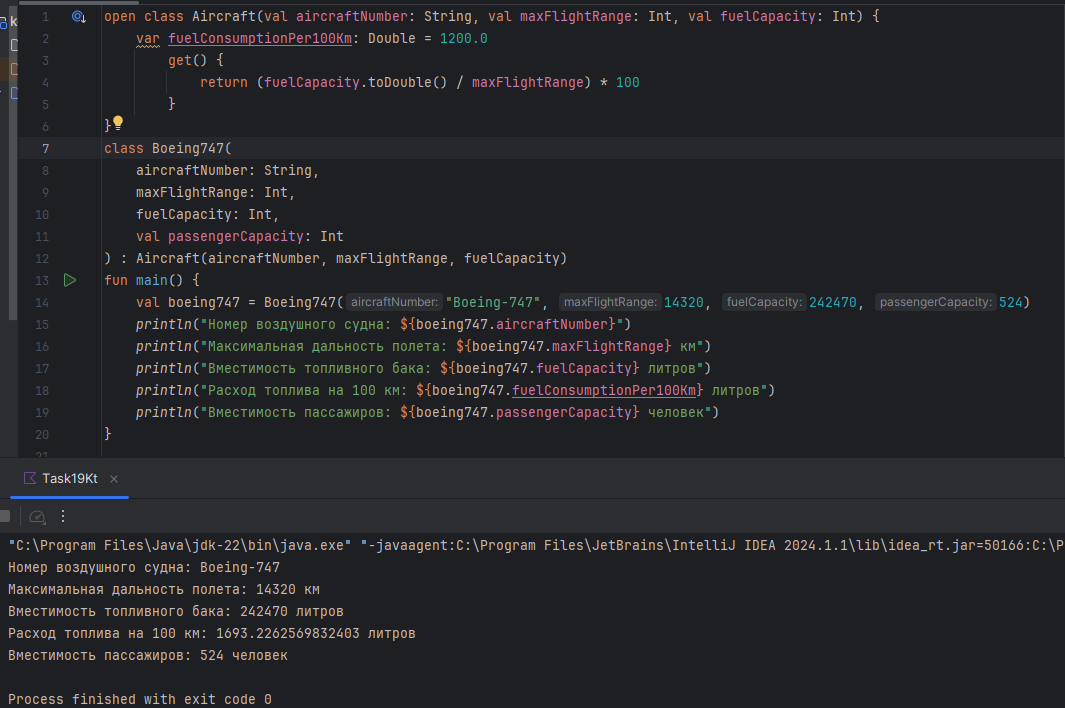 1 open class Aircraft(val aircraftNumber: String, val maxFlightRange: Int, val fuelCapacity: Int) {
2 var fuelConsumptionPer100Km: Double = 1200.0
3 get() {
4 return (fuelCapacity.toDouble() / maxFlightRange) * 100
5 }
6 }
7 class Boeing747(
8 aircraftNumber: String,
9 maxFlightRange: Int,
10 fuelCapacity: Int,
11 val passengerCapacity: Int
12 ) : Aircraft(aircraftNumber, maxFlightRange, fuelCapacity)
13 fun main() {
14 val boeing747 = Boeing747( aircraftNumber: "Boeing-747", maxFlightRange: 14320, fuelCapacity: 242470, passengerCapacity: 524)
15 println("Номер воздушного судна: ${boeing747.aircraftNumber}")
16 println("Максимальная дальность полета: ${boeing747.maxFlightRange} км")
17 println("Вместимость топливного бака: ${boeing747.fuelCapacity} литров")
18 println("Расход топлива на 100 км: ${boeing747.fuelConsumptionPer100Km} литров")
19 println("Вместимость пассажиров: ${boeing747.passengerCapacity} человек")
20 }
21
Task19Kt
"C:\Program Files\Java\jdk-22\bin\java.exe" "-javaagent:C:\Program Files\JetBrains\IntelliJ IDEA 2024.1.1\lib\idea_rt.jar=50166:C:\P
Номер воздушного судна: Boeing-747
Максимальная дальность полета: 14320 км
Вместимость топливного бака: 242470 литров
Расход топлива на 100 км: 1693.2262569832403 литров
Вместимость пассажиров: 524 человек
Process finished with exit code 0